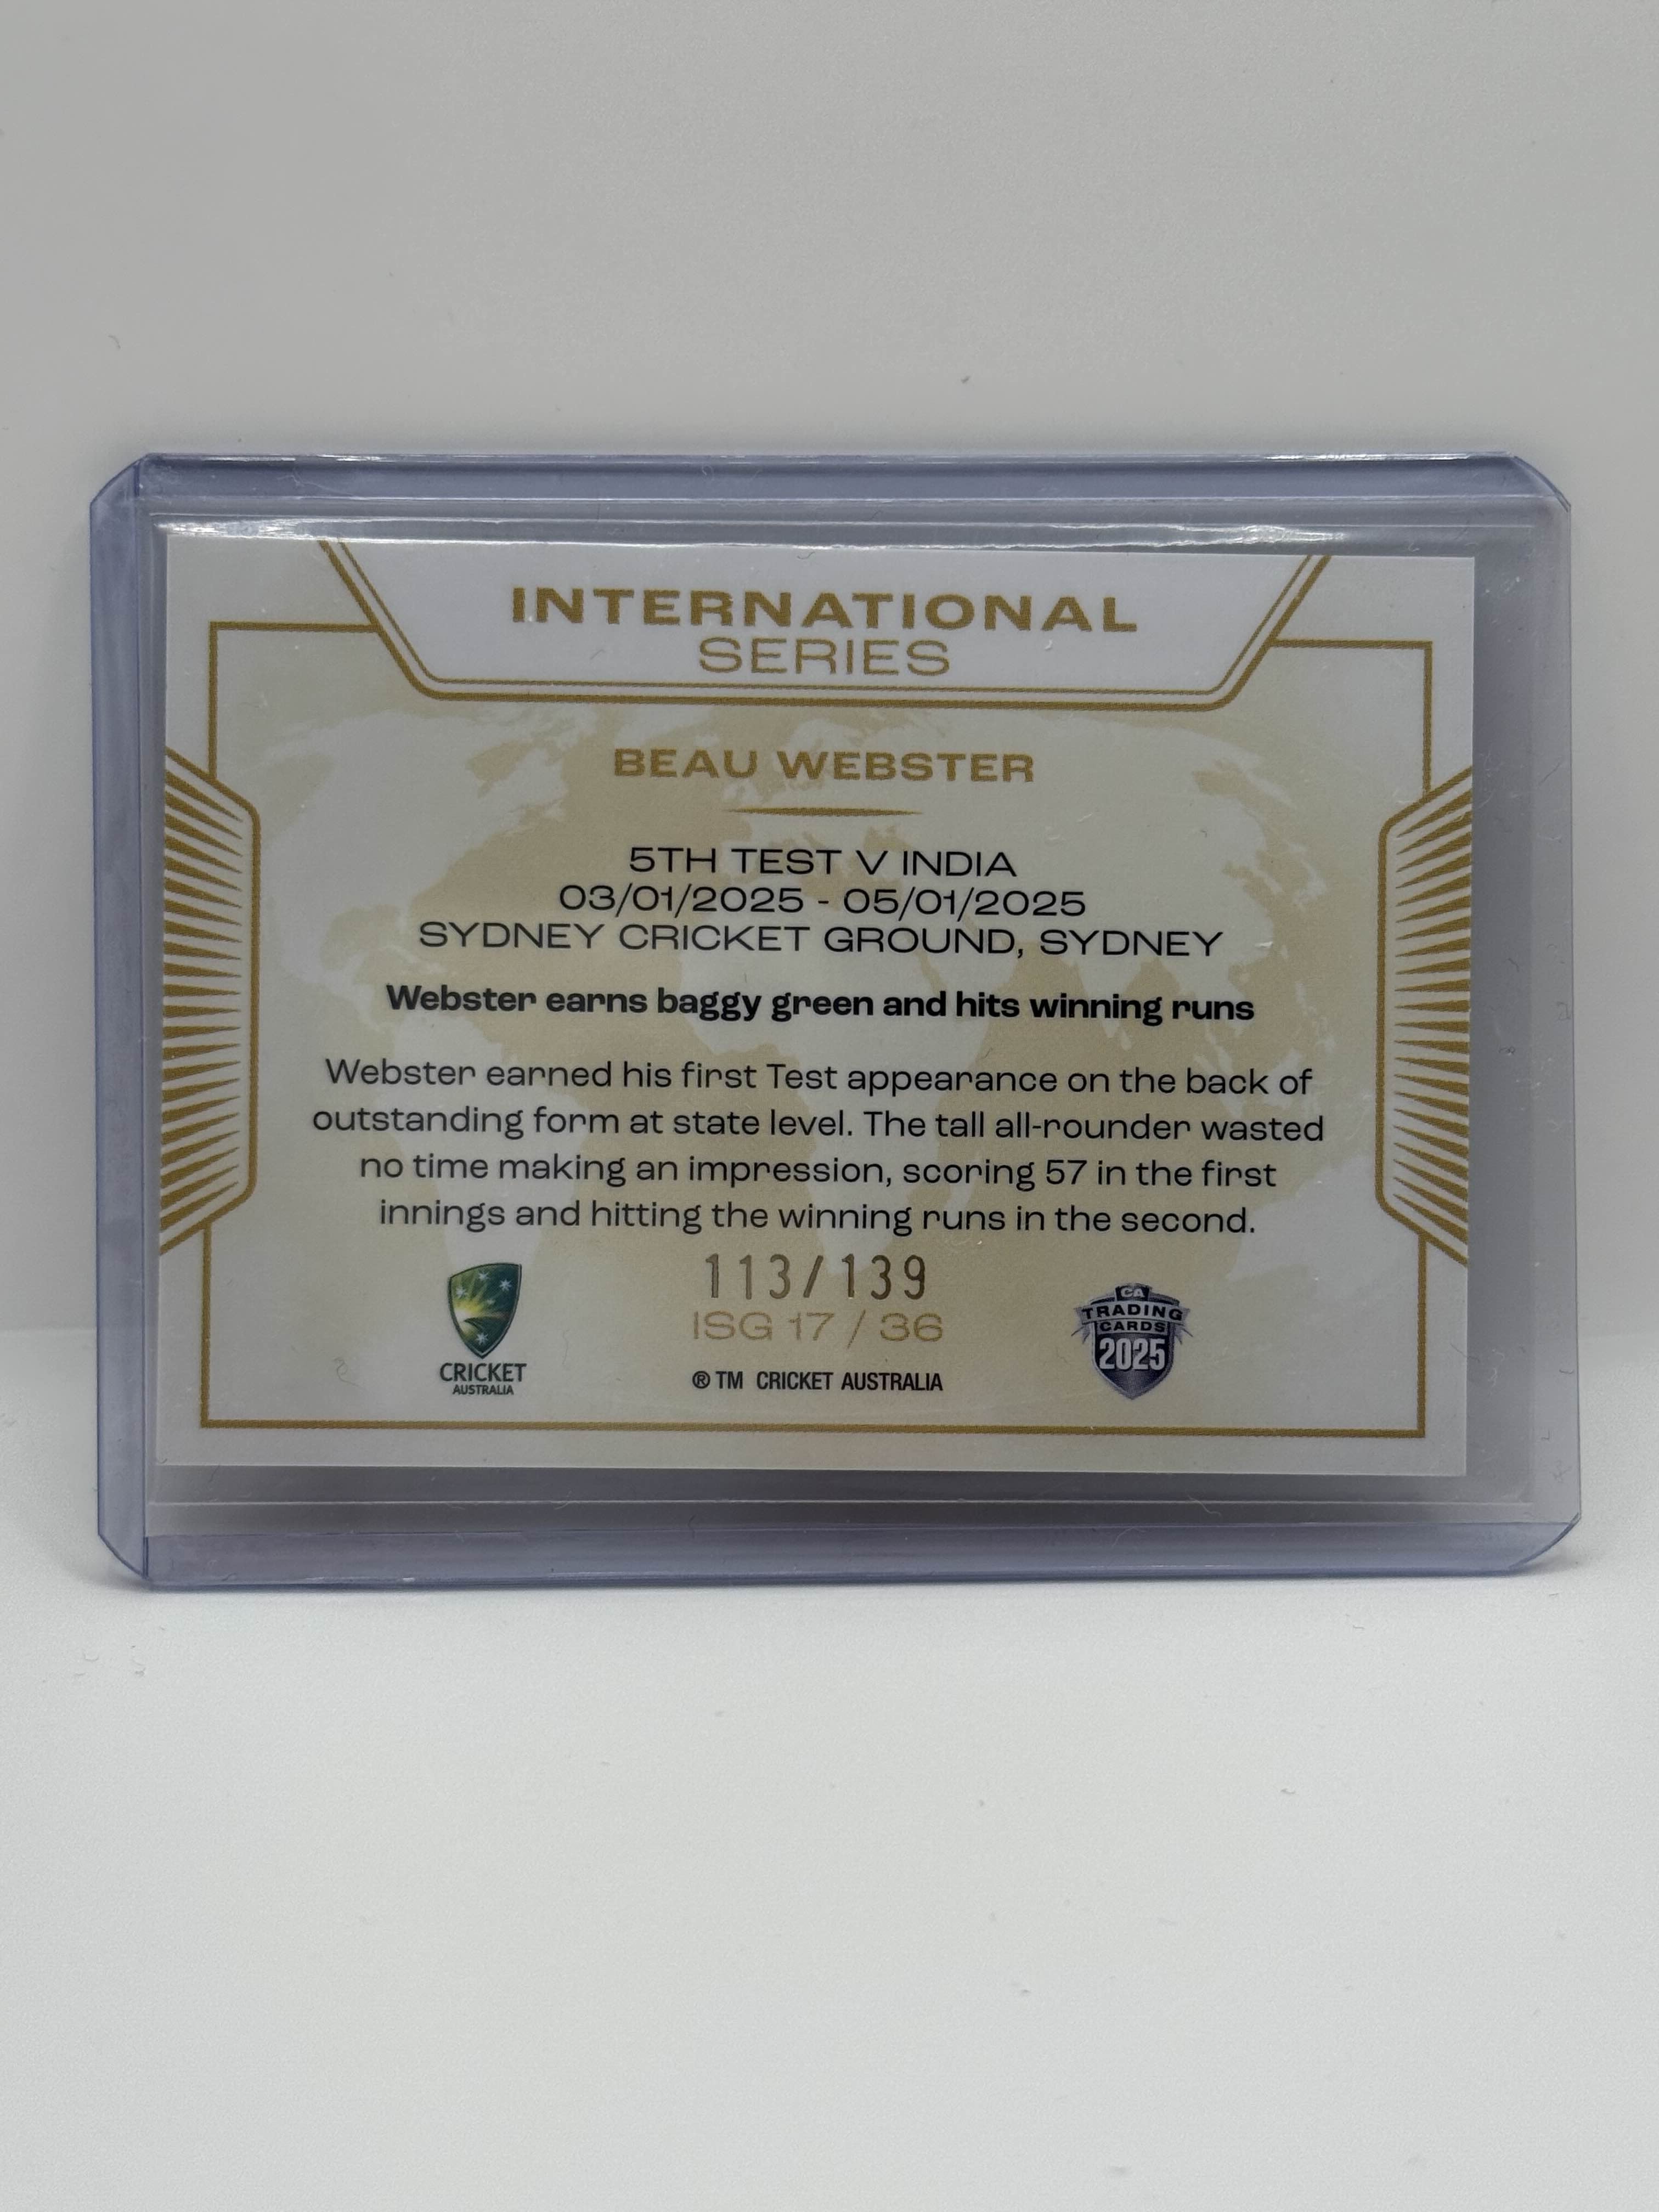 INTERNATIONAL
SERIES
BEAU WEBSTER
5TH TEST V INDIA
03/01/2025 - 05/01/2025
SYDNEY CRICKET GROUND, SYDNEY
Webster earns baggy green and hits winning runs
Webster earned his first Test appearance on the back of
outstanding form at state level. The tall all-rounder wasted
no time making an impression, scoring 57 in the first
innings and hitting the winning runs in the second.
113/139
ISG 17 / 36
® TM CRICKET AUSTRALIA
CRICKET
AUSTRALIA
CA
TRADING
CARDS
2025